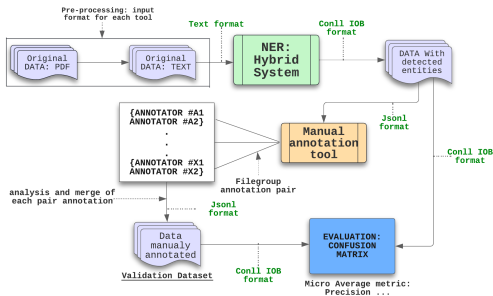 Pre-processing: input
format for each tool
Text format
Conll IOB
format
Original
DATA: PDF
Original
DATA: TEXT
NER:
Hybrid
System
DATA With
detected
entities
{ANNOTATOR #A1
ANNOTATOR #A2}
.
.
.
{ANNOTATOR #X1
ANNOTATOR #X2}
Manual
annotation
tool
Jsonl
format
Conll IOB
format
Filegroup
annotation pair
analysis and merge of
each pair annotation
Jsonl
format
Data
manualy
annotated
Validation Dataset
Conll IOB
format
EVALUATION:
CONFUSION
MATRIX
Micro Average metric:
Precision ...